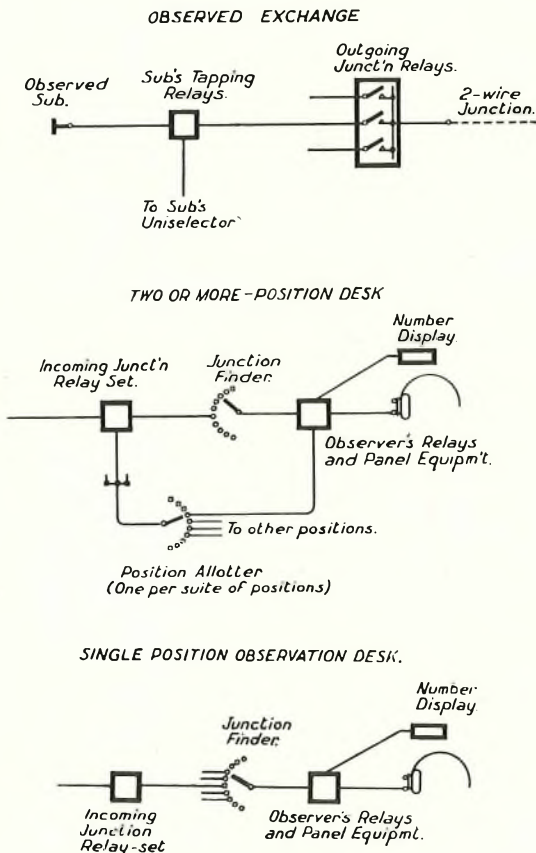 OBSERVED EXCHANGE
Observed
Sub.
Sub's Tapping
Relays.
Outgoing
Junct'n Relays.
2-wire
Junction.
To Sub's
Uniselector
TWO OR MORE-POSITION DESK
Incoming Junct'n
Relay Set.
Junction
Finder.
Number
Display
Observer's Relays
and Panel Equipm't.
To other positions.
Position Allotter
(One per suite of positions)
SINGLE POSITION OBSERVATION DESK.
Number
Display
Junction
Finder.
Incoming
Junction
Relay-set
Observer's Relays
and Panel Equipmt.